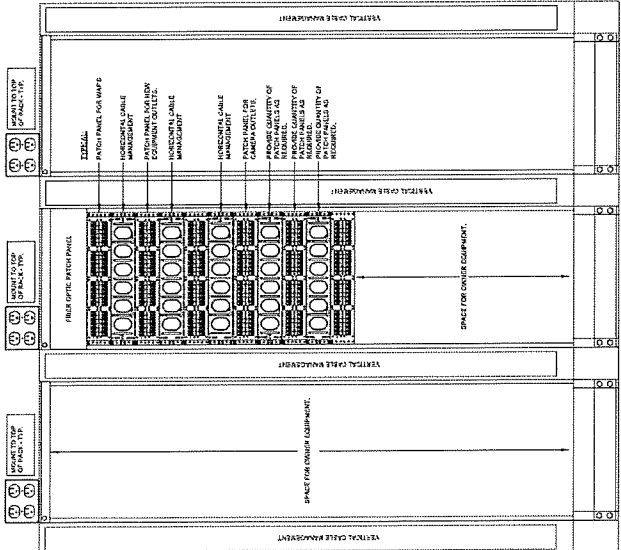 MOUNT TO TOP
OF RACK - TYP.
MOUNT TO TOP
OF RACK - TYP.
MOUNT TO TOP
OF RACK - TYP.
VERTICAL CABLE MANAGEMENT
SPACE FOR OWNER EQUIPMENT.
VERTICAL CABLE MANAGEMENT
FIBER OPTIC PATCH PANEL
SPACE FOR OWNER EQUIPMENT.
VERTICAL CABLE MANAGEMENT
TYPICAL:
PATCH PANEL FOR WAP'S
HORIZONTAL CABLE
MANAGEMENT
PATCH PANEL FOR NEW
EQUIPMENT OUTLETS.
HORIZONTAL CABLE
MANAGEMENT
HORIZONTAL CABLE
MANAGEMENT
PATCH PANEL FOR
CAMERA OUTLETS.
PROVIDE QUANTITY OF
PATCH PANELS AS
REQUIRED.
PROVIDE QUANTITY OF
PATCH PANELS AS
REQUIRED.
PROVIDE QUANTITY OF
PATCH PANELS AS
REQUIRED.
VERTICAL CABLE MANAGEMENT